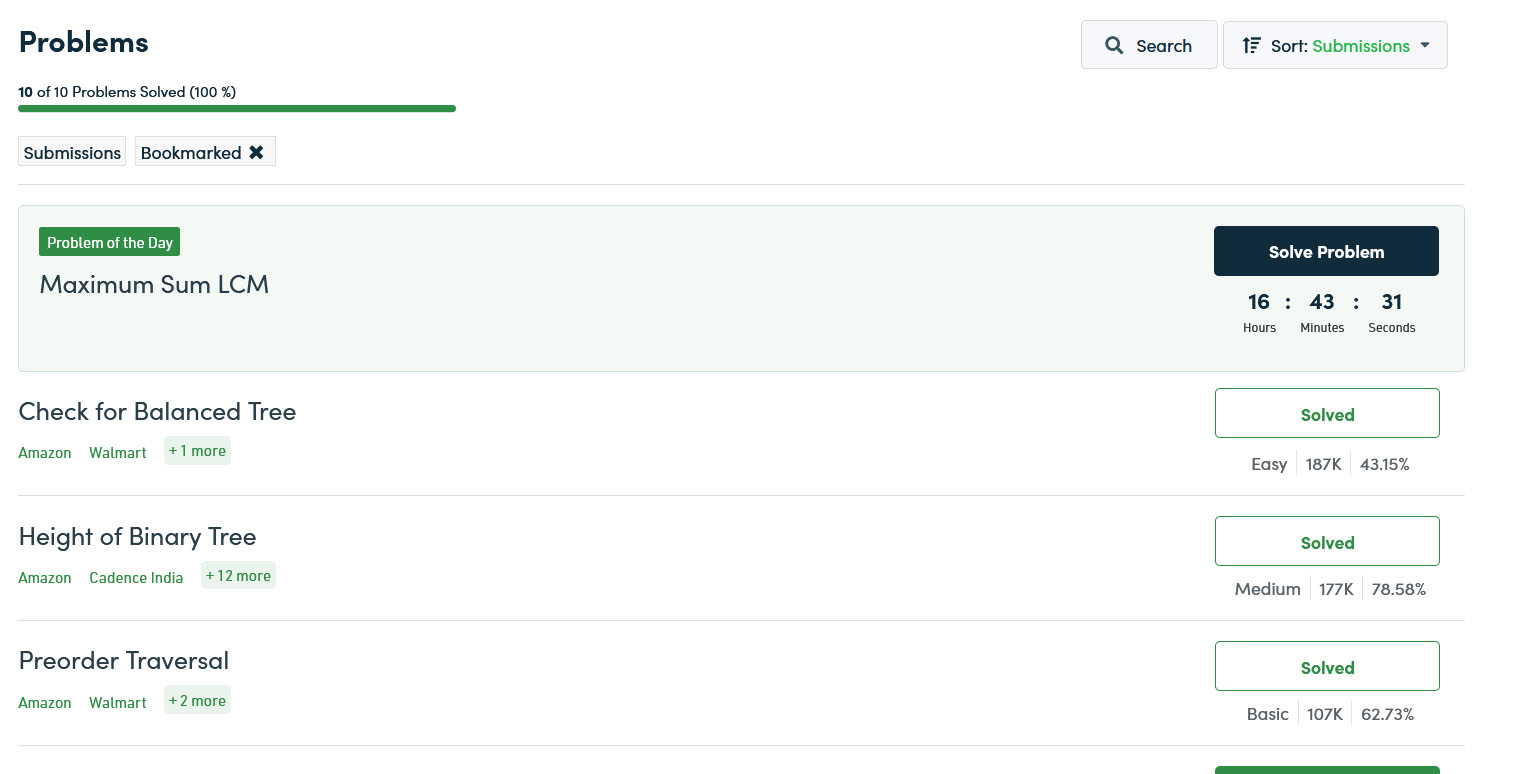 Problems
Search
Sort: Submissions
10 of 10 Problems Solved (100 %)
Submissions
Bookmarked ✖
Problem of the Day
Maximum Sum LCM
Solve Problem
16 : 43 : 31
Hours Minutes Seconds
Check for Balanced Tree
Solved
Amazon Walmart + 1 more
Easy 187K 43.15%
Height of Binary Tree
Solved
Amazon Cadence India + 12 more
Medium 177K 78.58%
Preorder Traversal
Solved
Amazon Walmart + 2 more
Basic 107K 62.73%